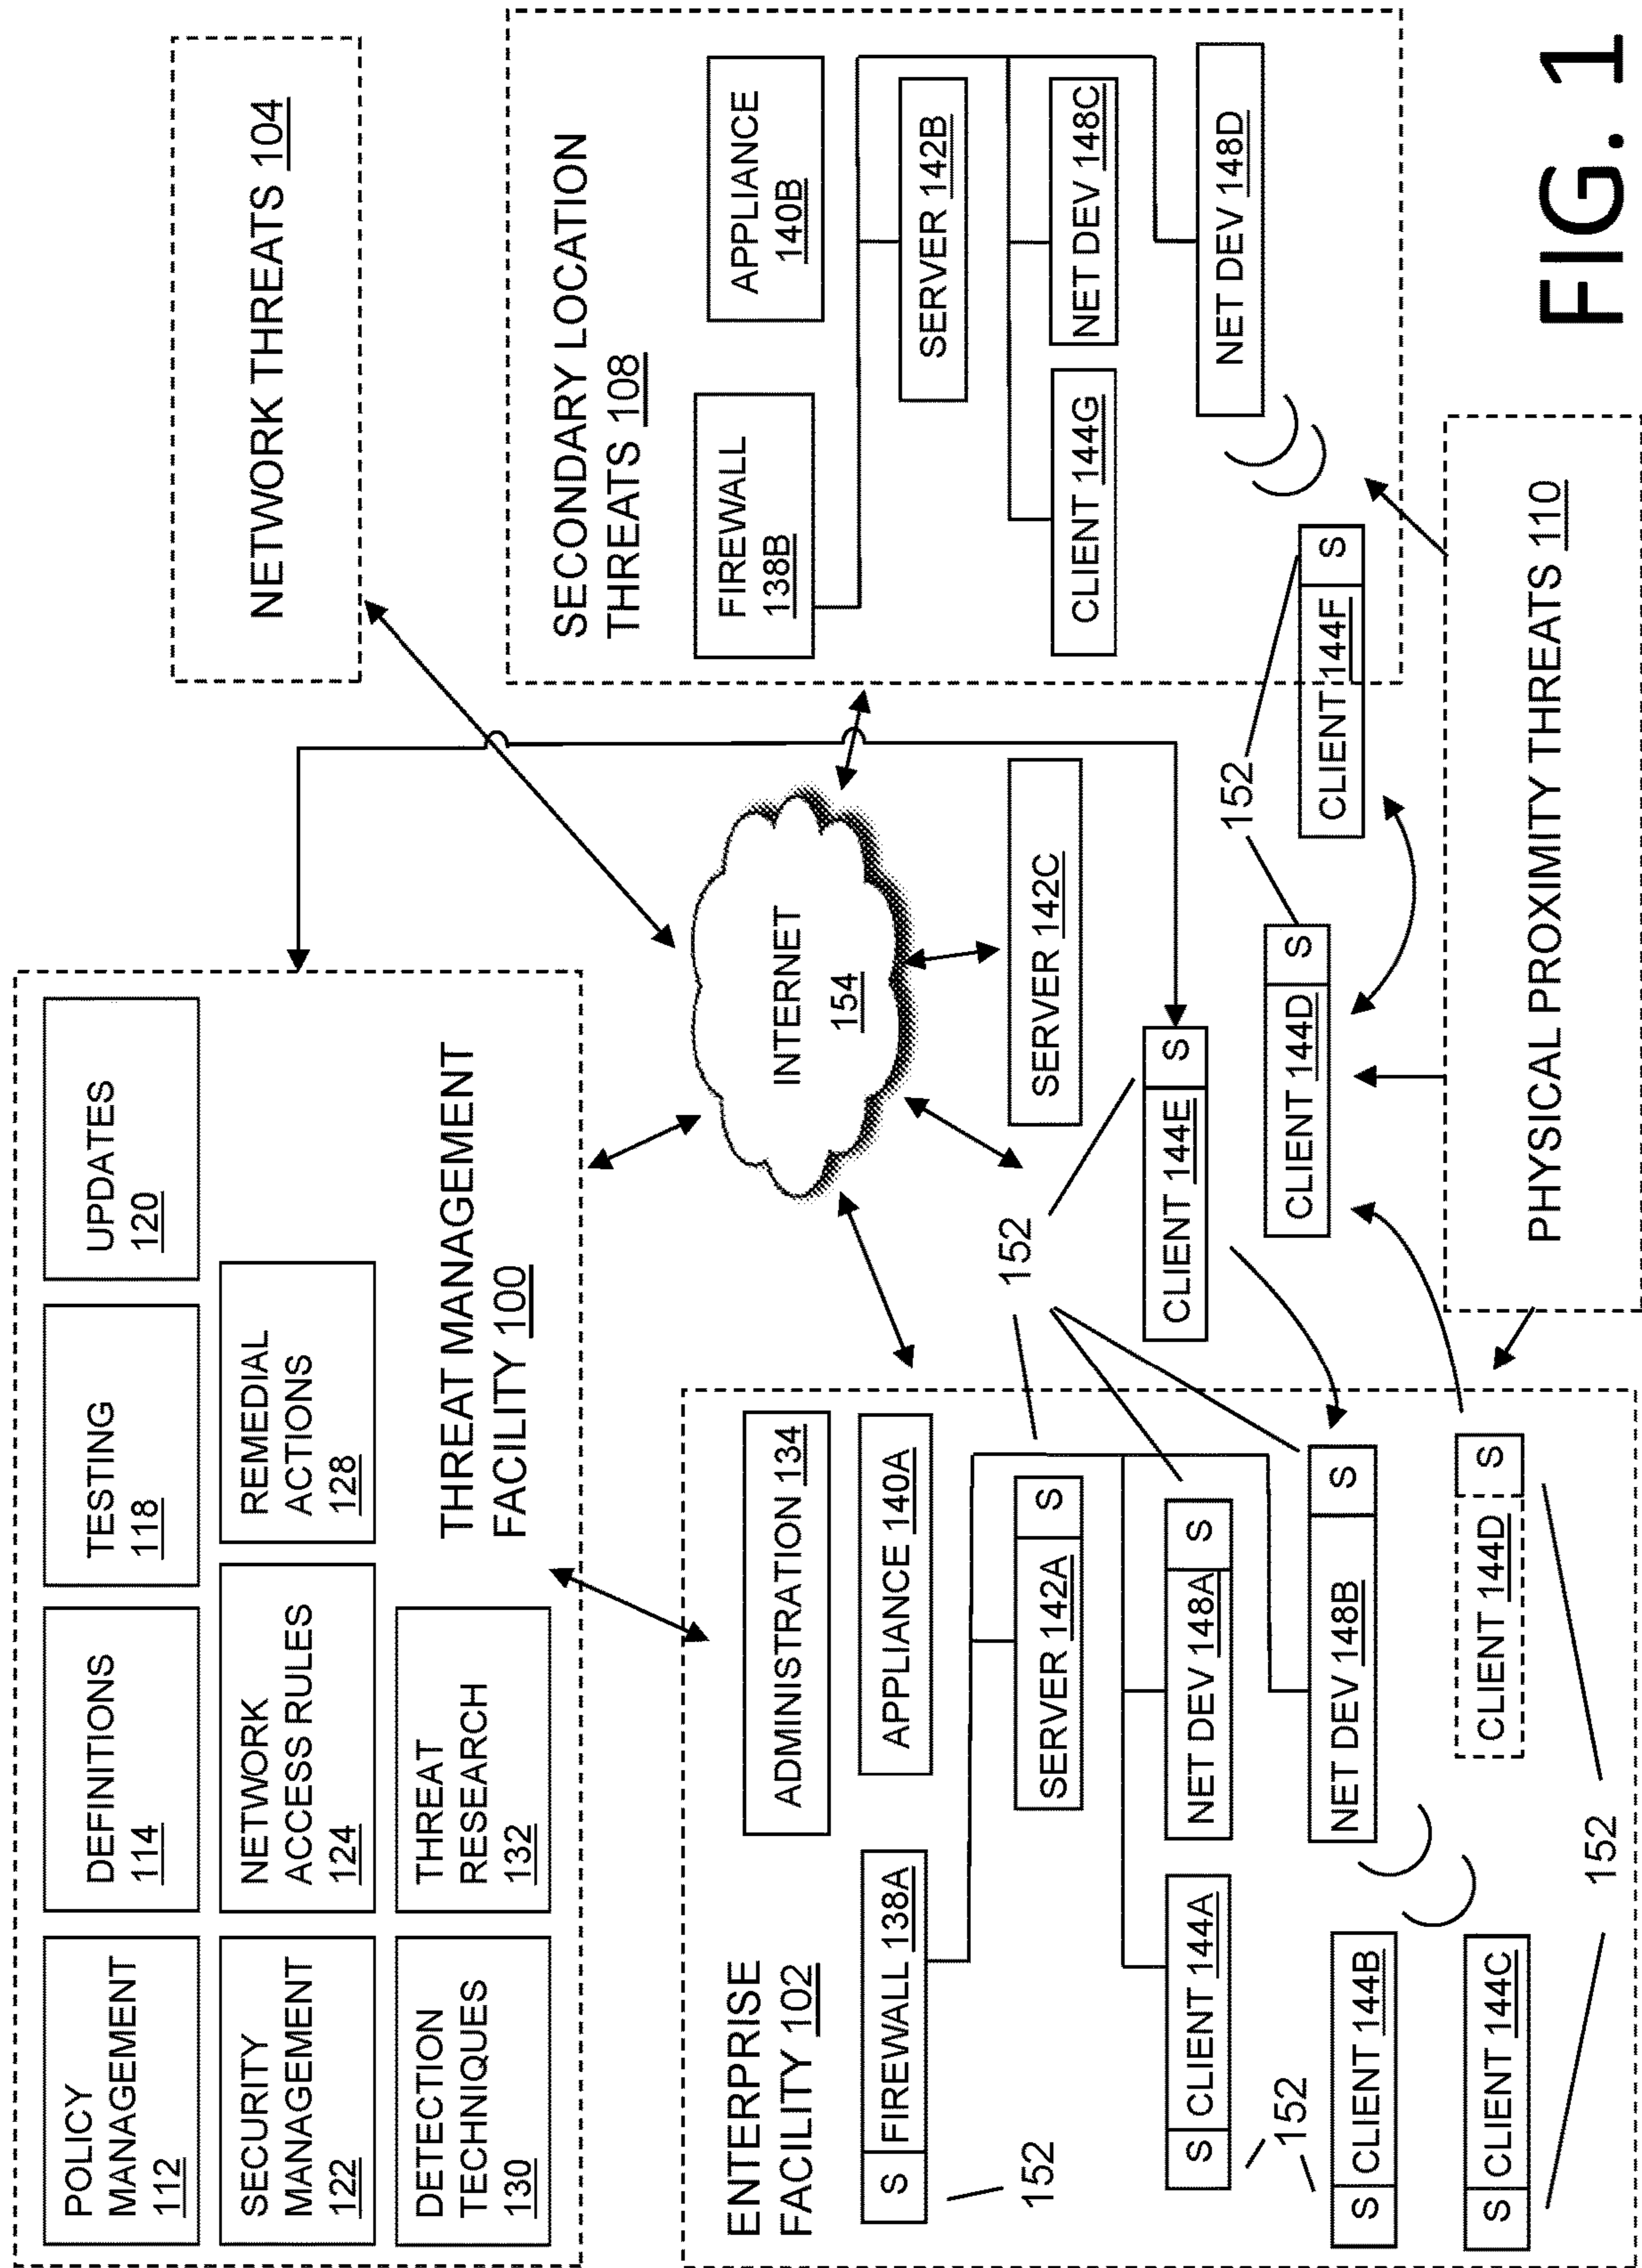 POLICY
MANAGEMENT
112
DEFINITIONS
114
TESTING
118
UPDATES
120
SECURITY
MANAGEMENT
122
NETWORK
ACCESS RULES
124
REMEDIAL
ACTIONS
128
DETECTION
TECHNIQUES
130
THREAT
RESEARCH
132
THREAT MANAGEMENT
FACILITY 100
NETWORK THREATS 104
ENTERPRISE
FACILITY 102
ADMINISTRATION 134
S FIREWALL 138A
APPLIANCE 140A
152
SERVER 142A S
S CLIENT 144A
NET DEV 148A S
152
S CLIENT 144B
NET DEV 148B S
S CLIENT 144C
CLIENT 144D S
152
152
INTERNET
154
SERVER 142C
CLIENT 144E S
CLIENT 144D S
152
CLIENT 144F S
SECONDARY LOCATION
THREATS 108
FIREWALL
138B
APPLIANCE
140B
SERVER 142B
CLIENT 144G
NET DEV 148C
NET DEV 148D
PHYSICAL PROXIMITY THREATS 110
FIG. 1